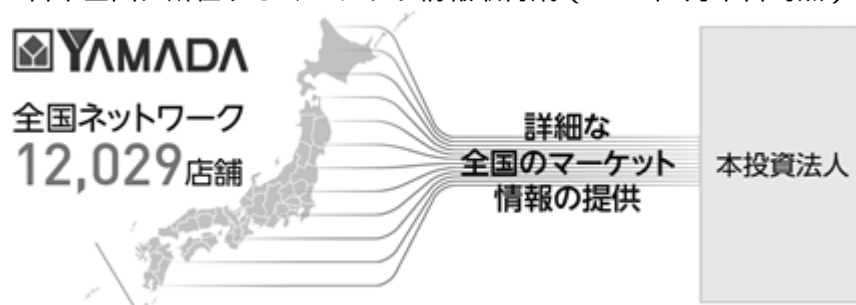 YAMADA
全国ネットワーク
12,029店舗
詳細な
全国のマーケット
情報の提供
本投資法人